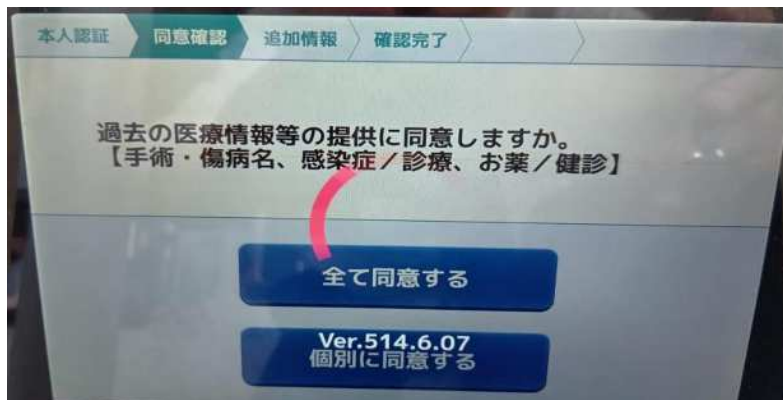 本人認証 同意確認 追加情報 確認完了
過去の医療情報等の提供に同意しますか。
【手術・傷病名、感染症／診療、お薬／健診】
全て同意する
Ver.514.6.07
個別に同意する